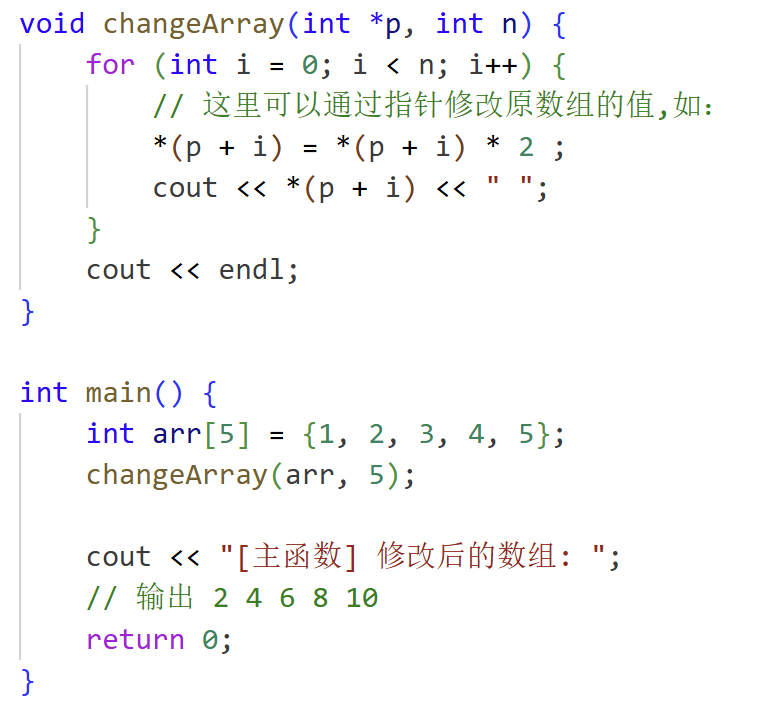 void changeArray(int *p, int n) {
    for (int i = 0; i < n; i++) {
        // 这里可以通过指针修改原数组的值,如：
        *(p + i) = *(p + i) * 2 ;
        cout << *(p + i) << " ";
    }
    cout << endl;
}

int main() {
    int arr[5] = {1, 2, 3, 4, 5};
    changeArray(arr, 5);

    cout << "[主函数] 修改后的数组: ";
    // 输出 2 4 6 8 10
    return 0;
}